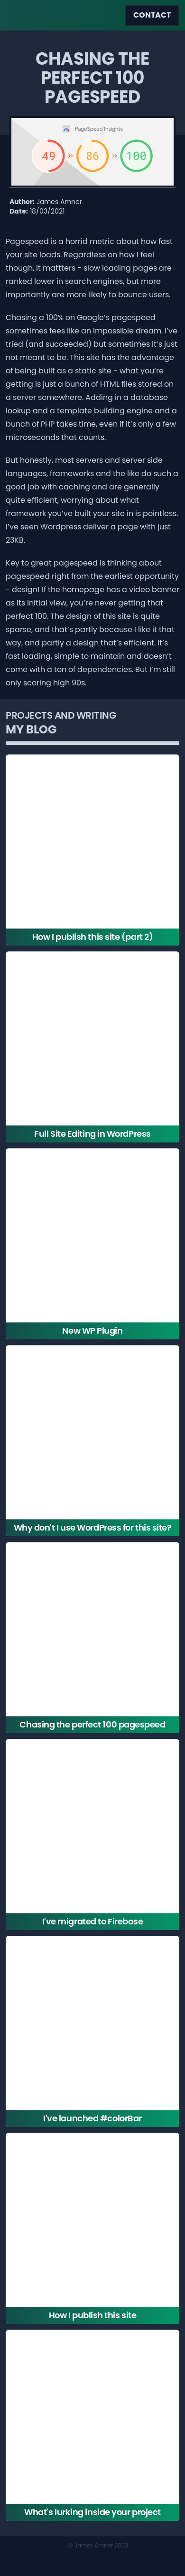 CONTACT
CHASING THE
PERFECT 100
PAGESPEED
PageSpeed Insights
49 » 86 » 100
Author: James Amner
Date: 18/03/2021
Pagespeed is a horrid metric about how fast
your site loads. Regardless on how I feel
though, it mattters - slow loading pages are
ranked lower in search engines, but more
importantly are more likely to bounce users.
Chasing a 100% on Google's pagespeed
sometimes feels like an impossible dream. I've
tried (and succeeded) but sometimes it's just
not meant to be. This site has the advantage
of being built as a static site - what you're
getting is just a bunch of HTML files stored on
a server somewhere. Adding in a database
lookup and a template building engine and a
bunch of PHP takes time, even if it's only a few
microseconds that counts.
But honestly, most servers and server side
languages, frameworks and the like do such a
good job with caching and are generally
quite efficient, worrying about what
framework you've built your site in is pointless.
I've seen Wordpress deliver a page with just
23KB.
Key to great pagespeed is thinking about
pagespeed right from the earliest opportunity
- design! If the homepage has a video banner
as its initial view, you're never getting that
perfect 100. The design of this site is quite
sparse, and that's partly because I like it that
way, and partly a design that's efficient. It's
fast loading, simple to maintain and doesn't
come with a ton of dependencies. But I'm still
only scoring high 90s.
PROJECTS AND WRITING
MY BLOG
How I publish this site (part 2)
Full Site Editing in WordPress
New WP Plugin
Why don't I use WordPress for this site?
Chasing the perfect 100 pagespeed
I've migrated to Firebase
I've launched #colorBar
How I publish this site
What's lurking inside your project
© James Amner 2023